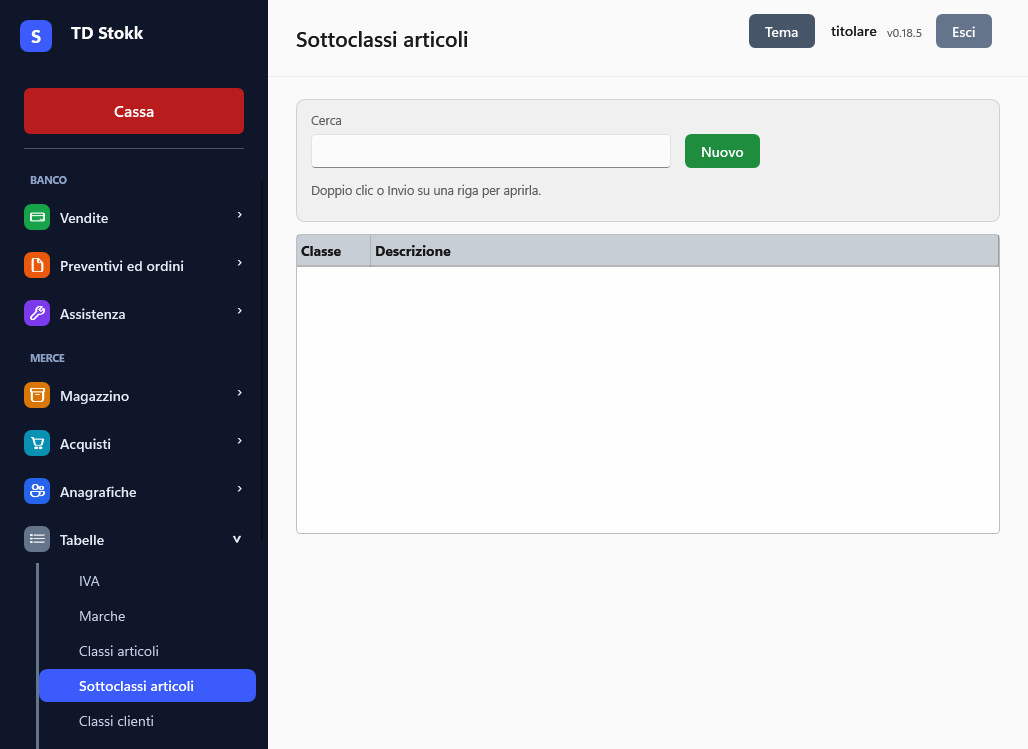 S
TD Stokk
Cassa
BANCO
Vendite
Preventivi ed ordini
Assistenza
MERCE
Magazzino
Acquisti
Anagrafiche
Tabelle
IVA
Marche
Classi articoli
Sottoclassi articoli
Classi clienti
Sottoclassi articoli
Tema
titolare
v0.18.5
Esci
Cerca
Nuovo
Doppio clic o Invio su una riga per aprirla.
Classe
Descrizione